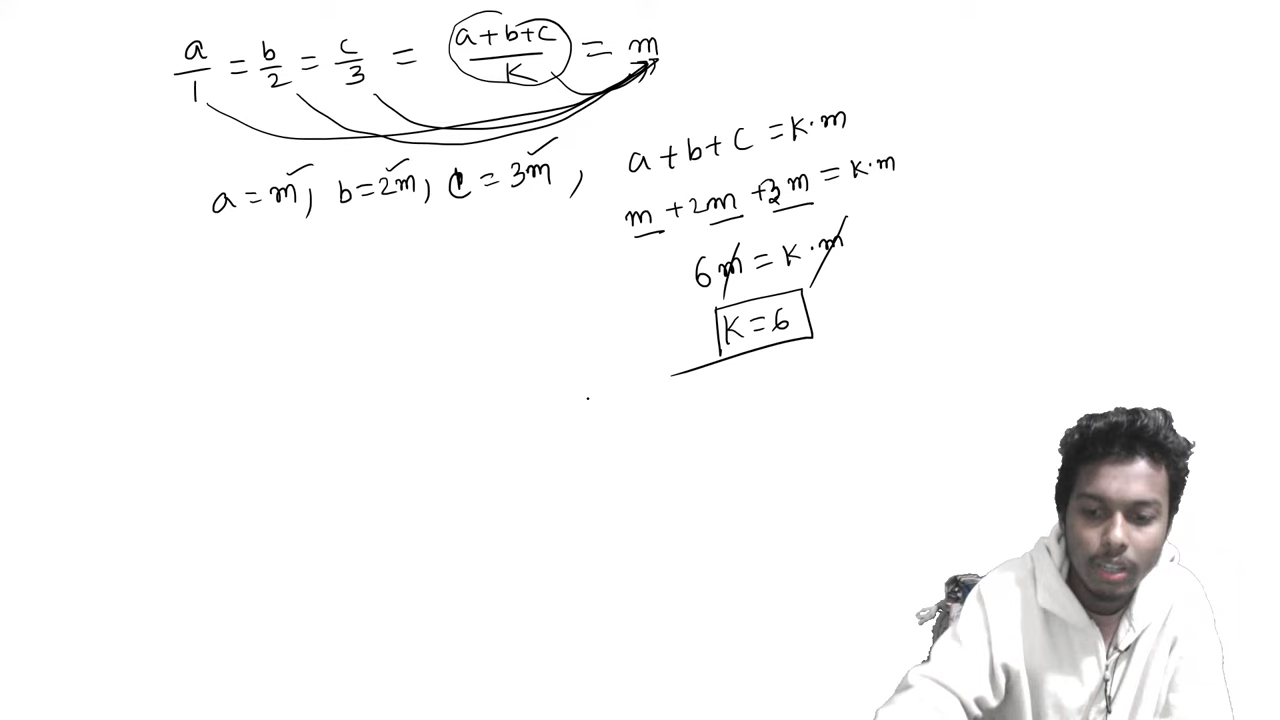 a/1 = b/2 = c/3 = (a+b+c)/K = m
a = m, b = 2m, c = 3m,
a + b + c = K·m
m + 2m + 3m = K·m
6m = K·m
K = 6